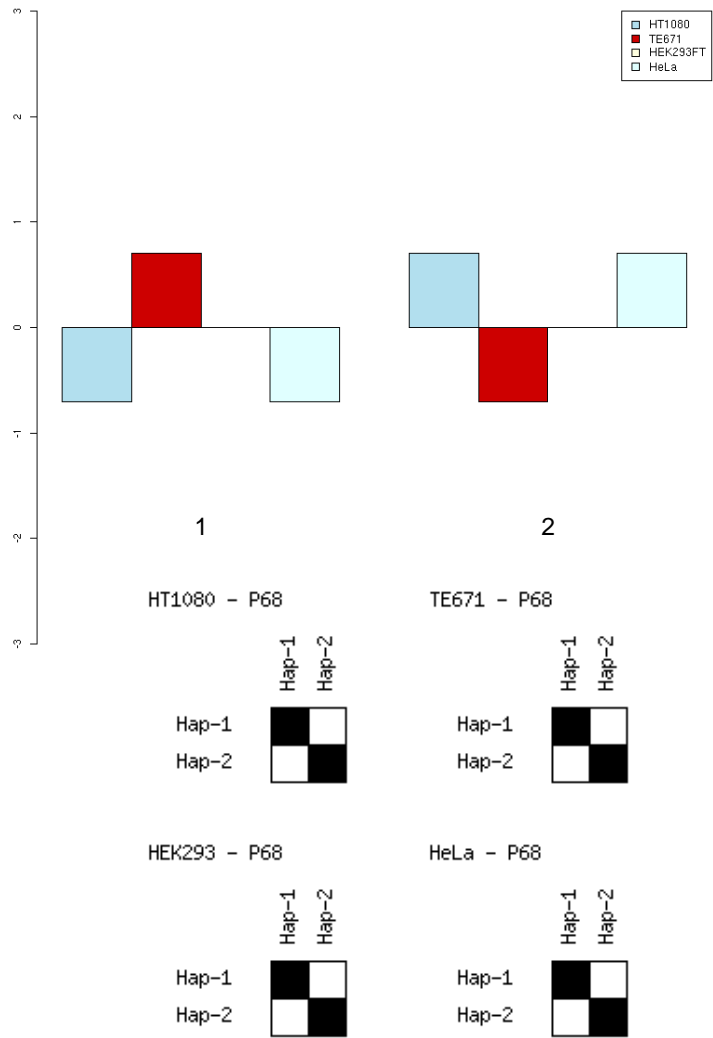 3
2
1
0
-1
-2
-3
HT1080
TE671
HEK293FT
HeLa
1
2
HT1080 - P68
Hap-1
Hap-2
Hap-1
Hap-2
TE671 - P68
Hap-1
Hap-2
Hap-1
Hap-2
HEK293 - P68
Hap-1
Hap-2
Hap-1
Hap-2
HeLa - P68
Hap-1
Hap-2
Hap-1
Hap-2